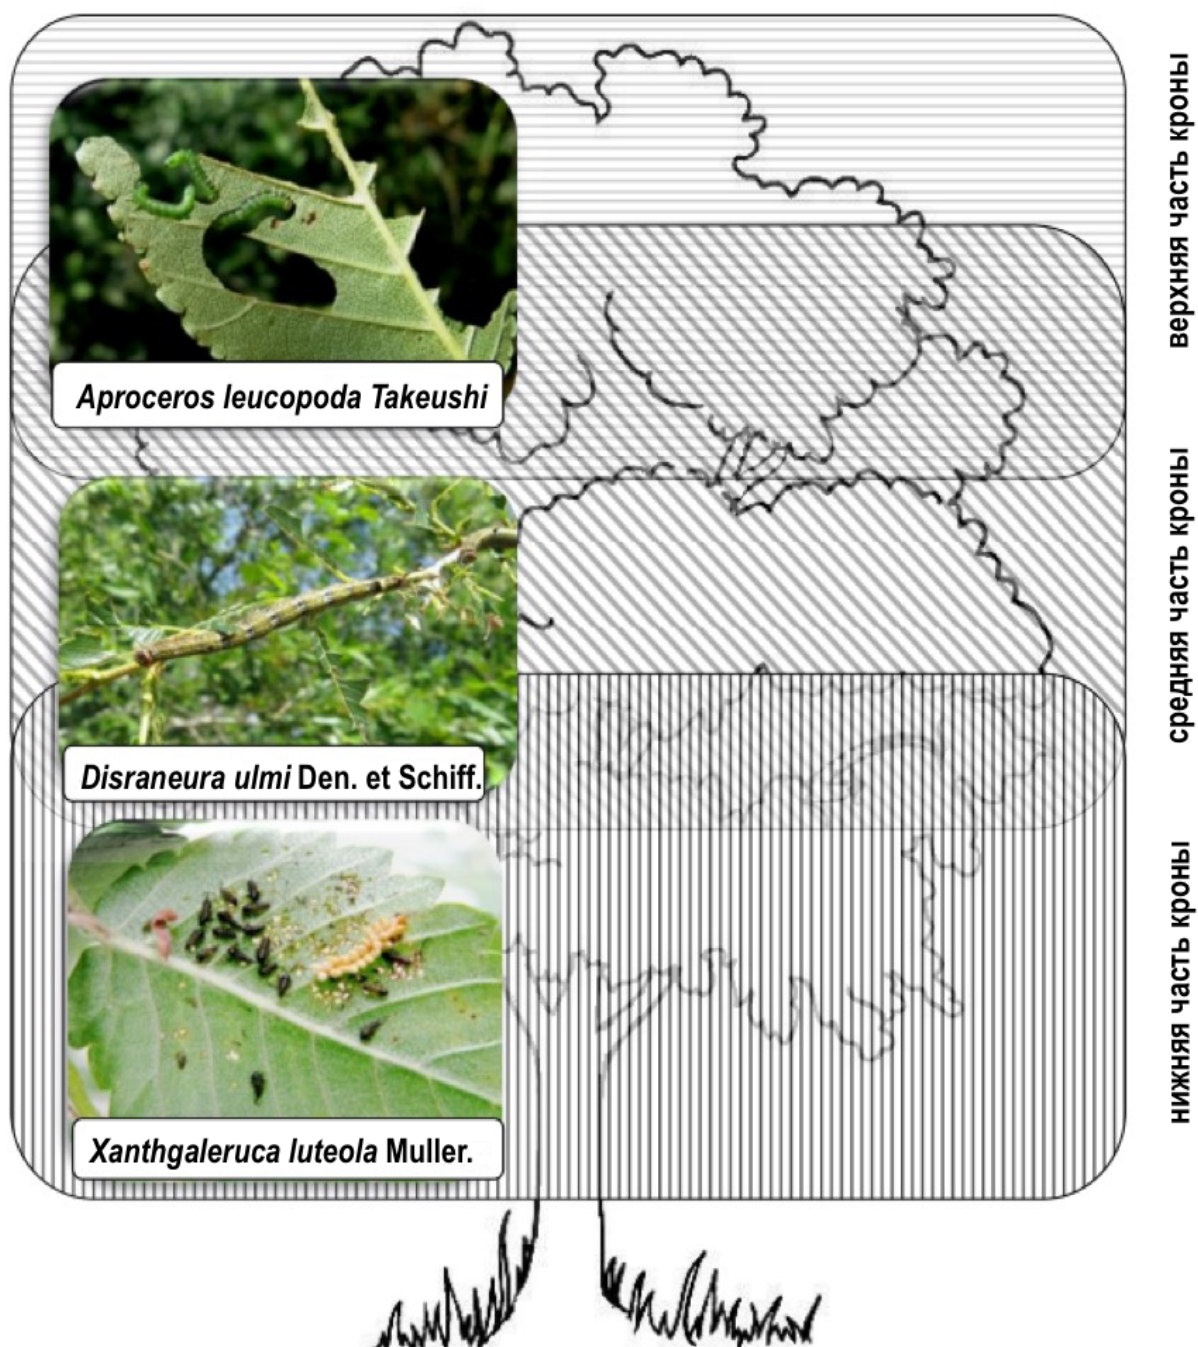 верхняя часть кроны
Aproceros leucopoda Takeushi
средняя часть кроны
Disraneura ulmi Den. et Schiff.
нижняя часть кроны
Xanthgaleruca luteola Muller.